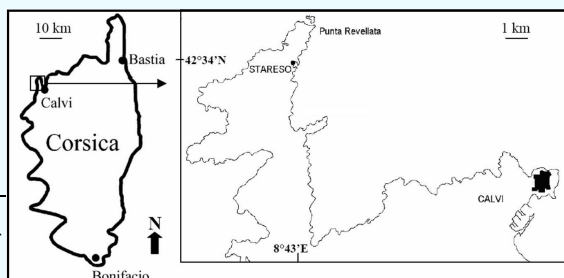 10 km
Bastia
Calvi
Corsica
N
Bonifacio
42°34'N
1 km
Punta Revellata
STARESO
CALVI
8°43'E